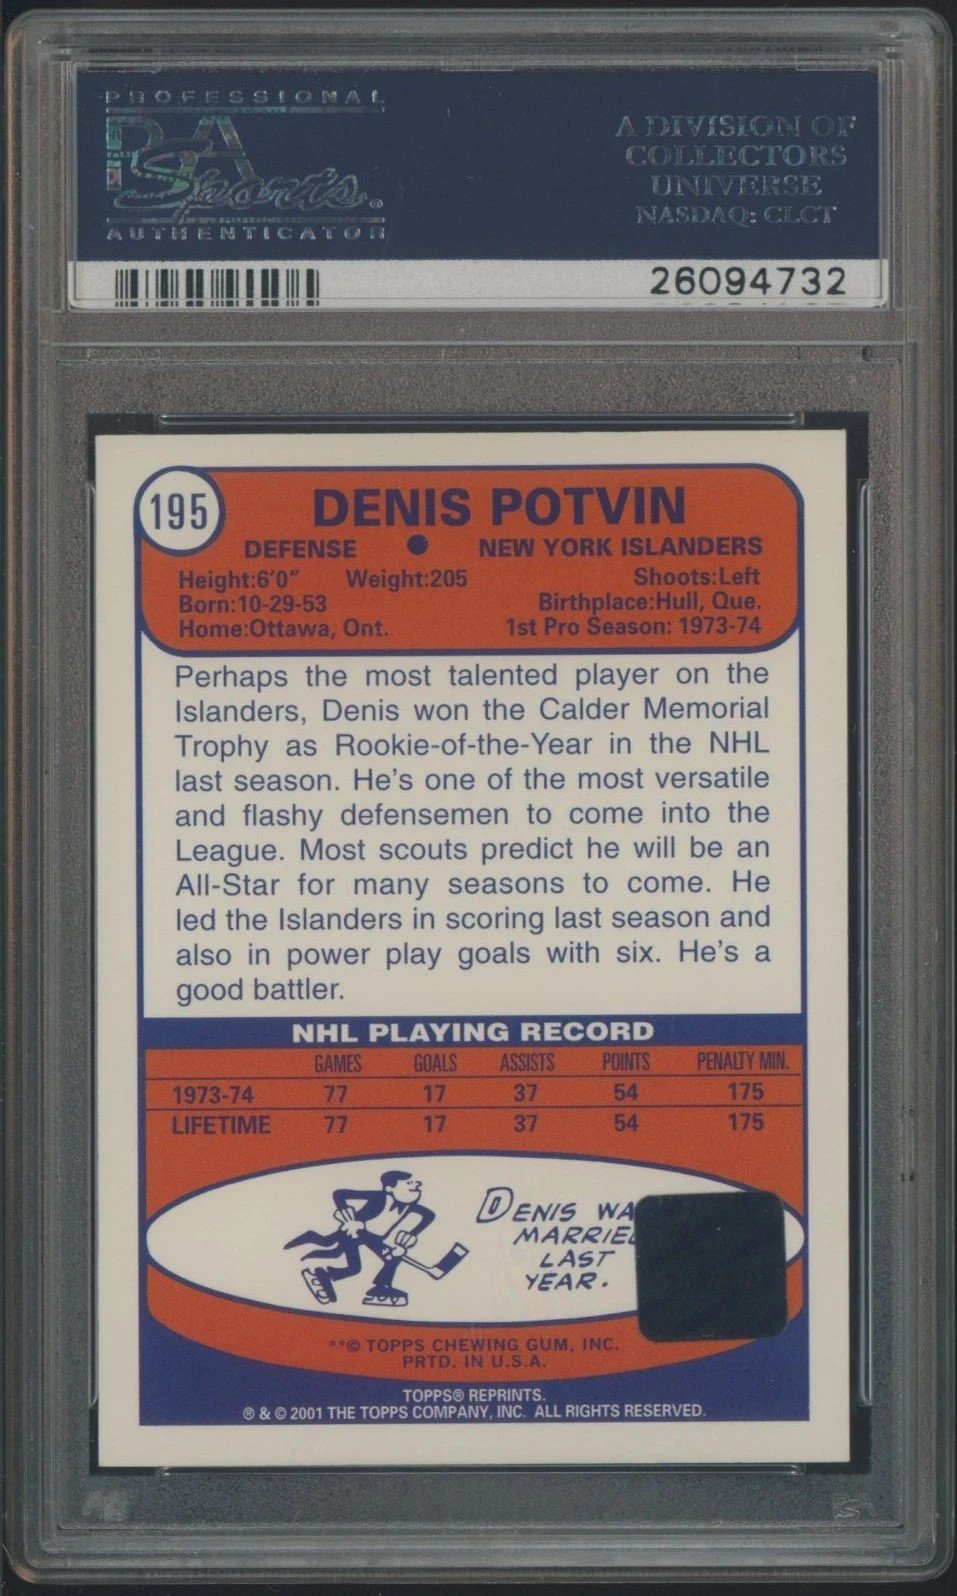 PROFESSIONAL
PSA
Sports®
AUTHENTICATOR
A DIVISION OF
COLLECTORS
UNIVERSE
NASDAQ: CLCT
26094732
195
DENIS POTVIN
DEFENSE ● NEW YORK ISLANDERS
Height:6'0" Weight:205 Shoots:Left
Born:10-29-53 Birthplace:Hull, Que.
Home:Ottawa, Ont. 1st Pro Season: 1973-74
Perhaps the most talented player on the
Islanders, Denis won the Calder Memorial
Trophy as Rookie-of-the-Year in the NHL
last season. He's one of the most versatile
and flashy defensemen to come into the
League. Most scouts predict he will be an
All-Star for many seasons to come. He
led the Islanders in scoring last season and
also in power play goals with six. He's a
good battler.
NHL PLAYING RECORD
GAMES GOALS ASSISTS POINTS PENALTY MIN.
1973-74 77 17 37 54 175
LIFETIME 77 17 37 54 175
DENIS WA
MARRIE
LAST
YEAR.
**© TOPPS CHEWING GUM, INC.
PRTD. IN U.S.A.
TOPPS® REPRINTS.
® & © 2001 THE TOPPS COMPANY, INC. ALL RIGHTS RESERVED.
PSA